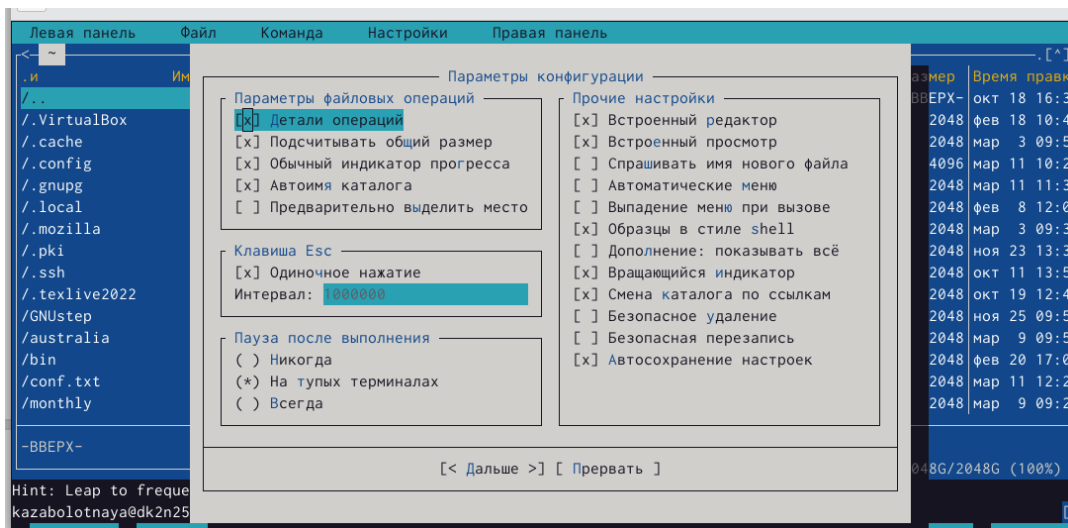 Левая панель Файл Команда Настройки Правая панель
<- ~ .[^]
.и Им Параметры конфигурации азмер Время правк
/.. Параметры файловых операций Прочие настройки ВВЕРХ- окт 18 16:3
/.VirtualBox [x] Детали операций [x] Встроенный редактор 2048 фев 18 10:4
/.cache [x] Подсчитывать общий размер [x] Встроенный просмотр 2048 мар 3 09:5
/.config [x] Обычный индикатор прогресса [ ] Спрашивать имя нового файла 4096 мар 11 10:2
/.gnupg [x] Автоимя каталога [ ] Автоматические меню 2048 мар 11 11:3
/.local [ ] Предварительно выделить место [ ] Выпадение меню при вызове 2048 фев 8 12:0
/.mozilla [x] Образцы в стиле shell 2048 мар 3 09:3
/.pki Клавиша Esc [ ] Дополнение: показывать всё 2048 ноя 23 13:3
/.ssh [x] Одиночное нажатие [x] Вращающийся индикатор 2048 окт 11 13:5
/.texlive2022 Интервал: 1000000 [x] Смена каталога по ссылкам 2048 окт 19 12:4
/GNUstep [ ] Безопасное удаление 2048 ноя 25 09:5
/australia Пауза после выполнения [ ] Безопасная перезапись 2048 мар 9 09:5
/bin ( ) Никогда [x] Автосохранение настроек 2048 фев 20 17:0
/conf.txt (*) На тупых терминалах 2048 мар 11 12:2
/monthly ( ) Всегда 2048 мар 9 09:2
-ВВЕРХ-
[< Дальше >] [ Прервать ] 048G/2048G (100%)
Hint: Leap to freque
kazabolotnaya@dk2n25